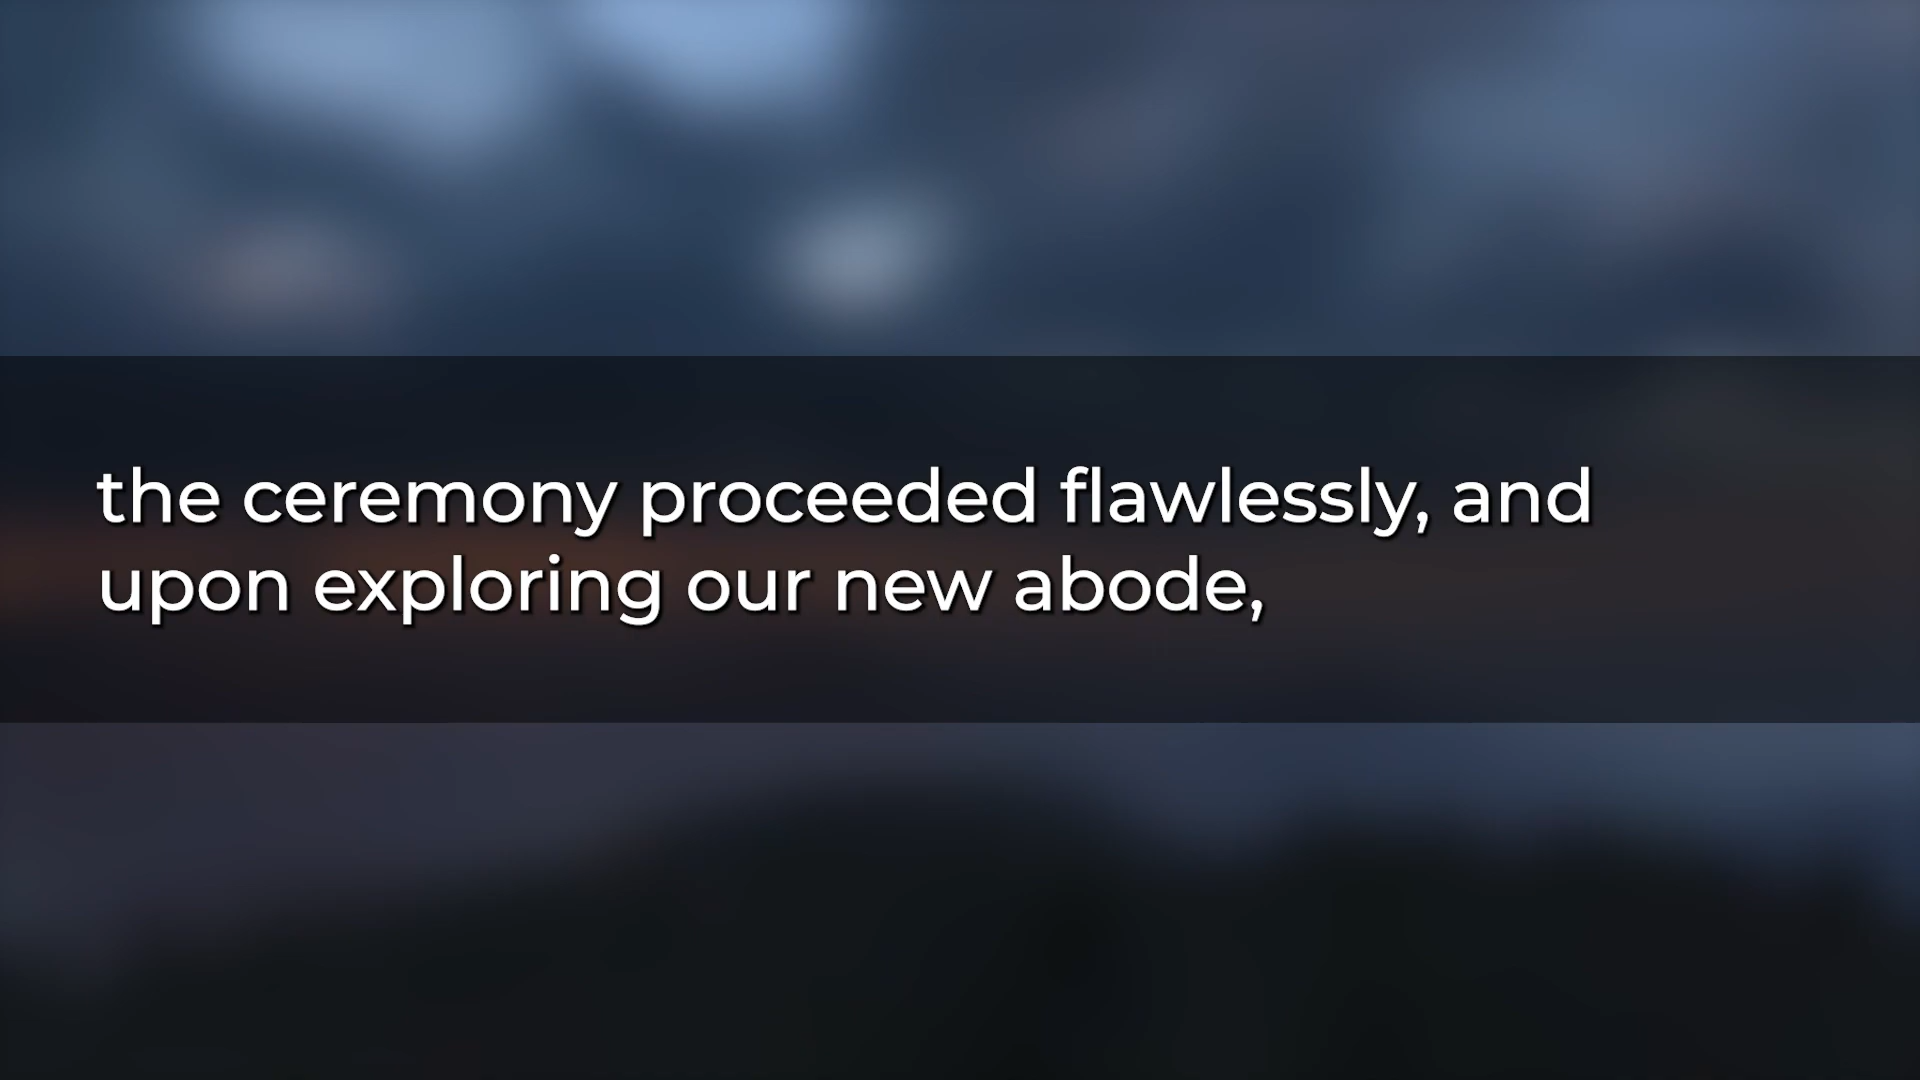 the ceremony proceeded flawlessly, and
upon exploring our new abode,